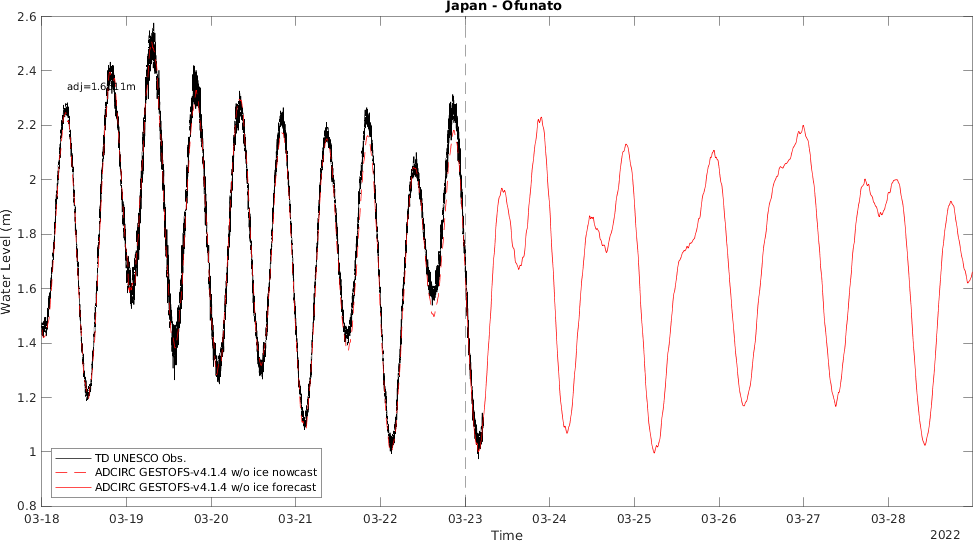 Japan - Ofunato
2.6
2.4
2.2
2
1.8
1.6
1.4
1.2
1
0.8
Water Level (m)
TD UNESCO Obs.
ADCIRC GESTOFS-v4.1.4 w/o ice nowcast
ADCIRC GESTOFS-v4.1.4 w/o ice forecast
03-18 03-19 03-20 03-21 03-22 03-23 03-24 03-25 03-26 03-27 03-28
Time
2022